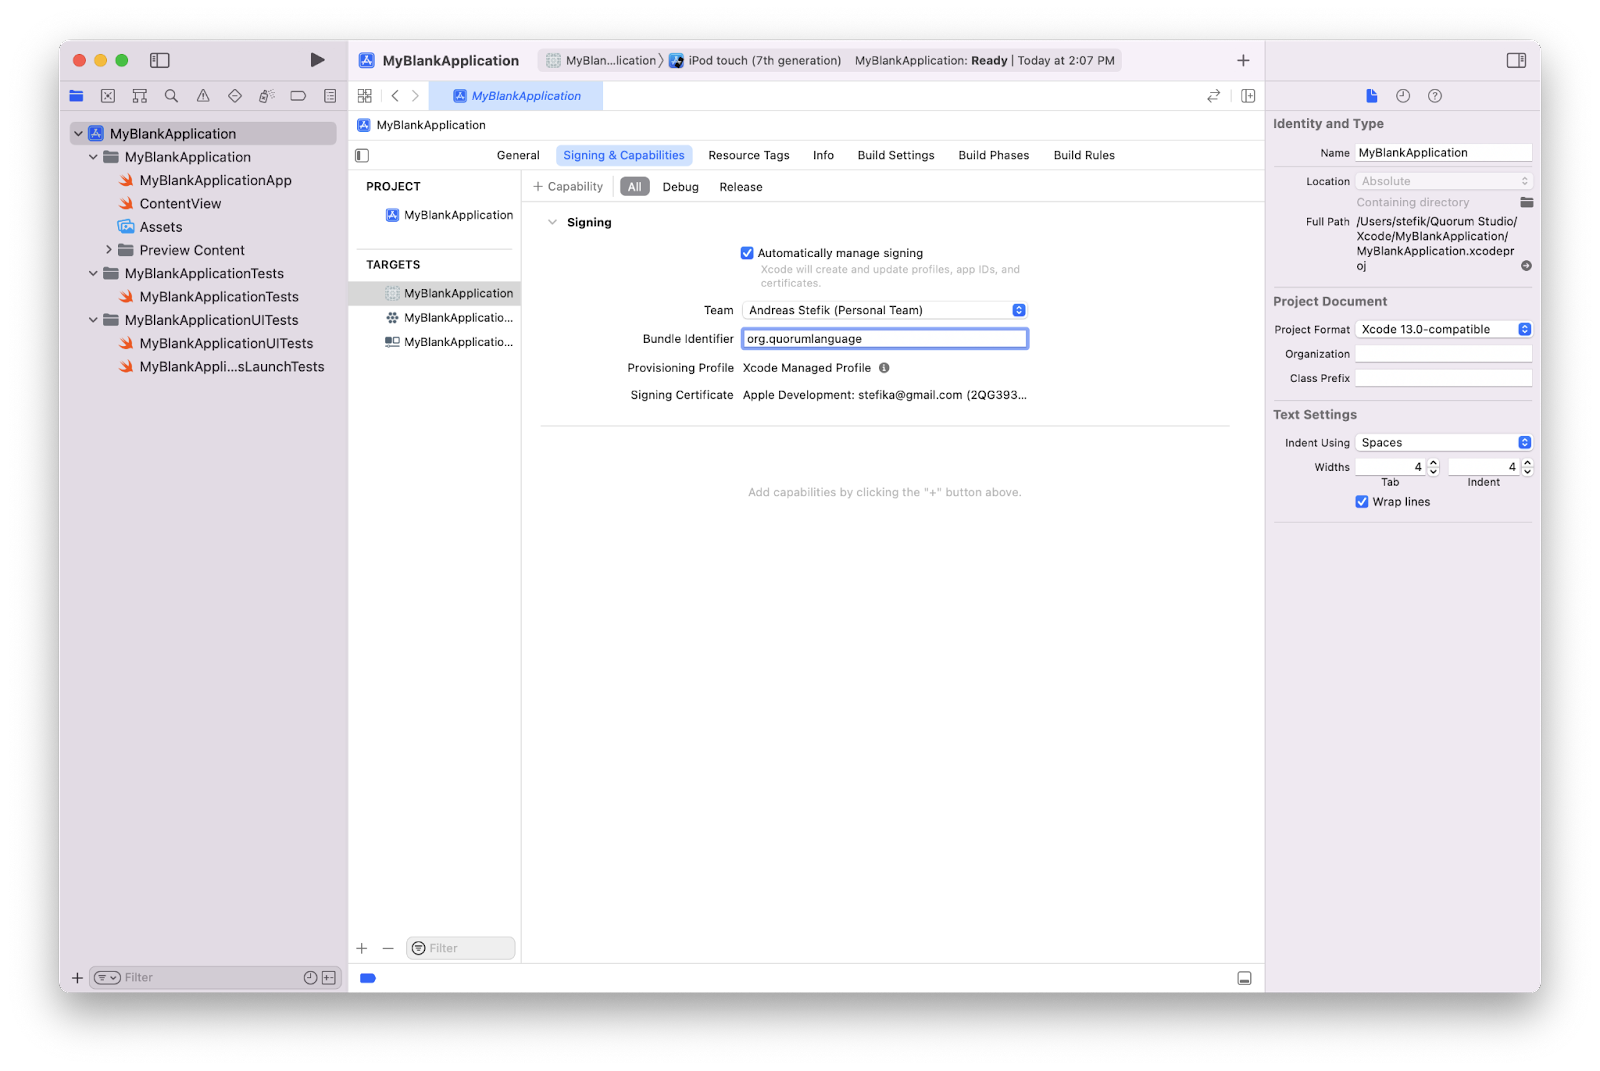 MyBlankApplication
MyBlan...lication
iPod touch (7th generation)
MyBlankApplication: Ready | Today at 2:07 PM
MyBlankApplication
MyBlankApplication
MyBlankApplication
MyBlankApplicationApp
ContentView
Assets
Preview Content
MyBlankApplicationTests
MyBlankApplicationTests
MyBlankApplicationUITests
MyBlankApplicationUITests
MyBlankAppli...sLaunchTests
Filter
MyBlankApplication
General
Signing & Capabilities
Resource Tags
Info
Build Settings
Build Phases
Build Rules
PROJECT
MyBlankApplication
TARGETS
MyBlankApplication
MyBlankApplicatio...
MyBlankApplicatio...
Filter
+ Capability
All
Debug
Release
Signing
Automatically manage signing
Xcode will create and update profiles, app IDs, and
certificates.
Team Andreas Stefik (Personal Team)
Bundle Identifier org.quorumlanguage
Provisioning Profile Xcode Managed Profile
Signing Certificate Apple Development: stefika@gmail.com (2QG393...
Add capabilities by clicking the "+" button above.
Identity and Type
Name MyBlankApplication
Location Absolute
Containing directory
Full Path /Users/stefik/Quorum Studio/
Xcode/MyBlankApplication/
MyBlankApplication.xcodepr
oj
Project Document
Project Format Xcode 13.0-compatible
Organization
Class Prefix
Text Settings
Indent Using Spaces
Widths 4 4
Tab Indent
Wrap lines